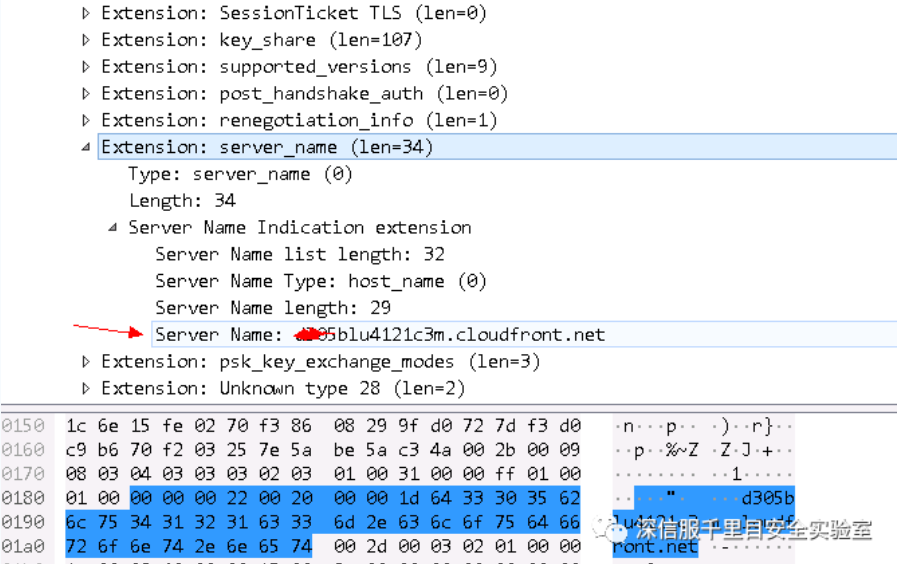 Extension: SessionTicket TLS (len=0)
Extension: key_share (len=107)
Extension: supported_versions (len=9)
Extension: post_handshake_auth (len=0)
Extension: renegotiation_info (len=1)
Extension: server_name (len=34)
Type: server_name (0)
Length: 34
Server Name Indication extension
Server Name list length: 32
Server Name Type: host_name (0)
Server Name length: 29
Server Name: d305blu4121c3m.cloudfront.net
Extension: psk_key_exchange_modes (len=3)
Extension: Unknown type 28 (len=2)
0150 1c 6e 15 fe 02 70 f3 86 08 29 9f d0 72 7d f3 d0 ·n···p·· ·)··r}··
0160 c9 b6 70 f2 03 25 7e 5a be 5a c3 4a 00 2b 00 09 ··p··%~Z ·Z·J·+··
0170 08 03 04 03 03 03 02 03 01 00 31 00 00 ff 01 00 ········ ··1·····
0180 01 00 00 00 00 22 00 20 00 00 1d 64 33 30 35 62 ·····"·  ···d305b
0190 6c 75 34 31 32 31 63 33 6d 2e 63 6c 6f 75 64 66
01a0 72 6f 6e 74 2e 6e 65 74 00 2d 00 03 02 01 00 00 ront.net ·-······
深信服千里目安全实验室